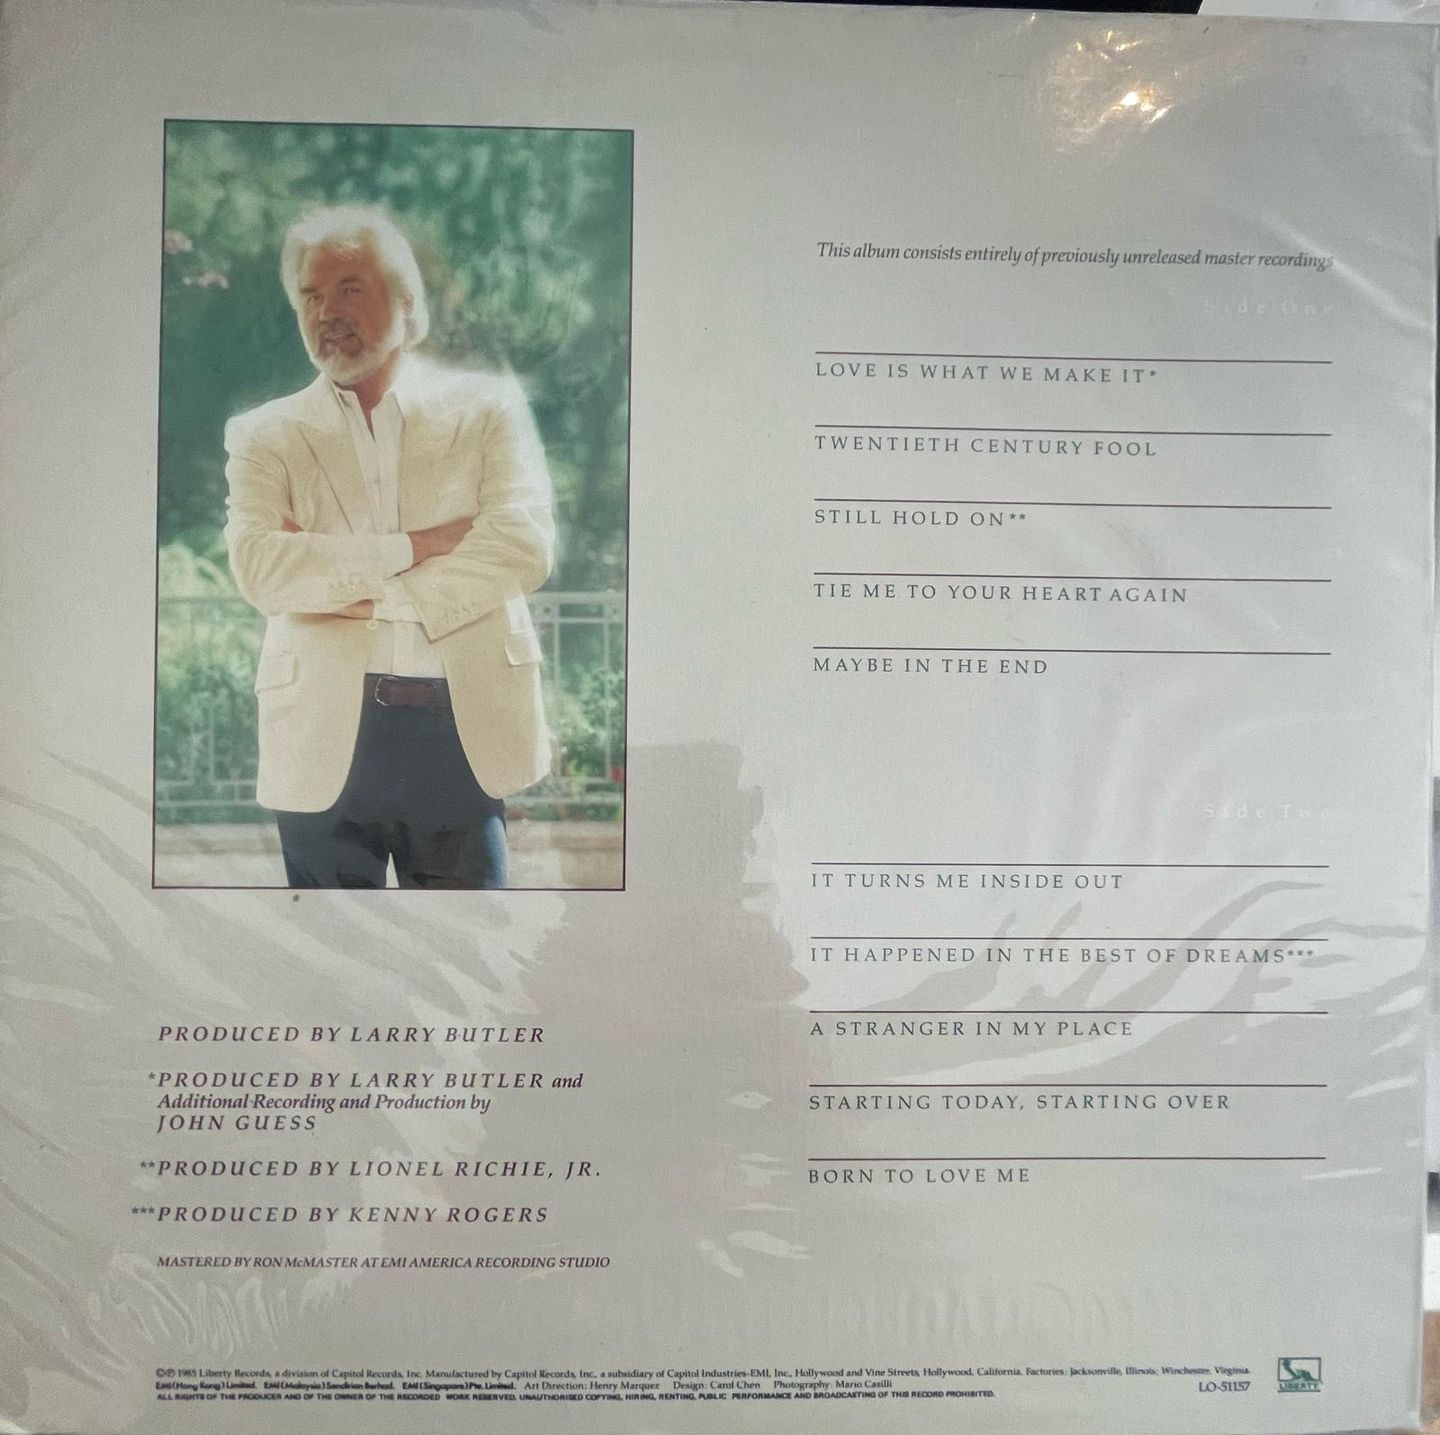 This album consists entirely of previously unreleased master recordings
Side One
LOVE IS WHAT WE MAKE IT*
TWENTIETH CENTURY FOOL
STILL HOLD ON**
TIE ME TO YOUR HEART AGAIN
MAYBE IN THE END
Side Two
IT TURNS ME INSIDE OUT
IT HAPPENED IN THE BEST OF DREAMS***
A STRANGER IN MY PLACE
STARTING TODAY, STARTING OVER
BORN TO LOVE ME
PRODUCED BY LARRY BUTLER
*PRODUCED BY LARRY BUTLER and
Additional Recording and Production by
JOHN GUESS
**PRODUCED BY LIONEL RICHIE, JR.
***PRODUCED BY KENNY ROGERS
MASTERED BY RON McMASTER AT EMI AMERICA RECORDING STUDIO
©℗ 1985 Liberty Records, a division of Capitol Records, Inc. Manufactured by Capitol Records, Inc., a subsidiary of Capitol Industries-EMI, Inc., Hollywood and Vine Streets, Hollywood, California. Factories: Jacksonville, Illinois; Winchester, Virginia.
EMI (Hong Kong) Limited. EMI (Malaysia) Sendirian Berhad. EMI (Singapore) Pte. Limited. Art Direction: Henry Marquez Design: Carol Chen Photography: Mario Casilli
ALL RIGHTS OF THE PRODUCER AND OF THE OWNER OF THE RECORDED WORK RESERVED, UNAUTHORISED COPYING, HIRING, RENTING, PUBLIC PERFORMANCE AND BROADCASTING OF THIS RECORD PROHIBITED.
LO-51157
LIBERTY